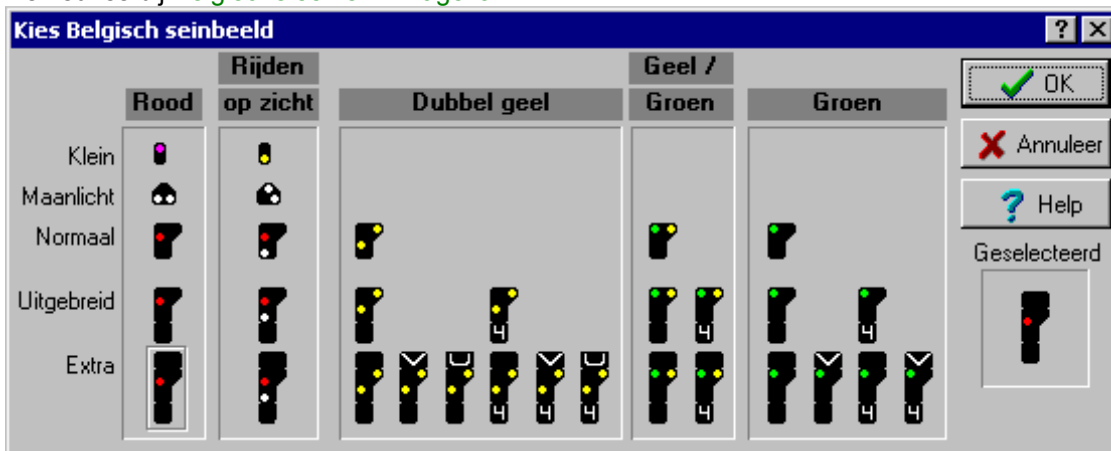 Kies Belgisch seinbeeld
Rijden Geel /
Rood op zicht Dubbel geel Groen Groen
OK
Klein
Annuleer
Maanlicht
Help
Normaal
Geselecteerd
Uitgebreid
4 4 4
Extra
4 4 4 4 4 4